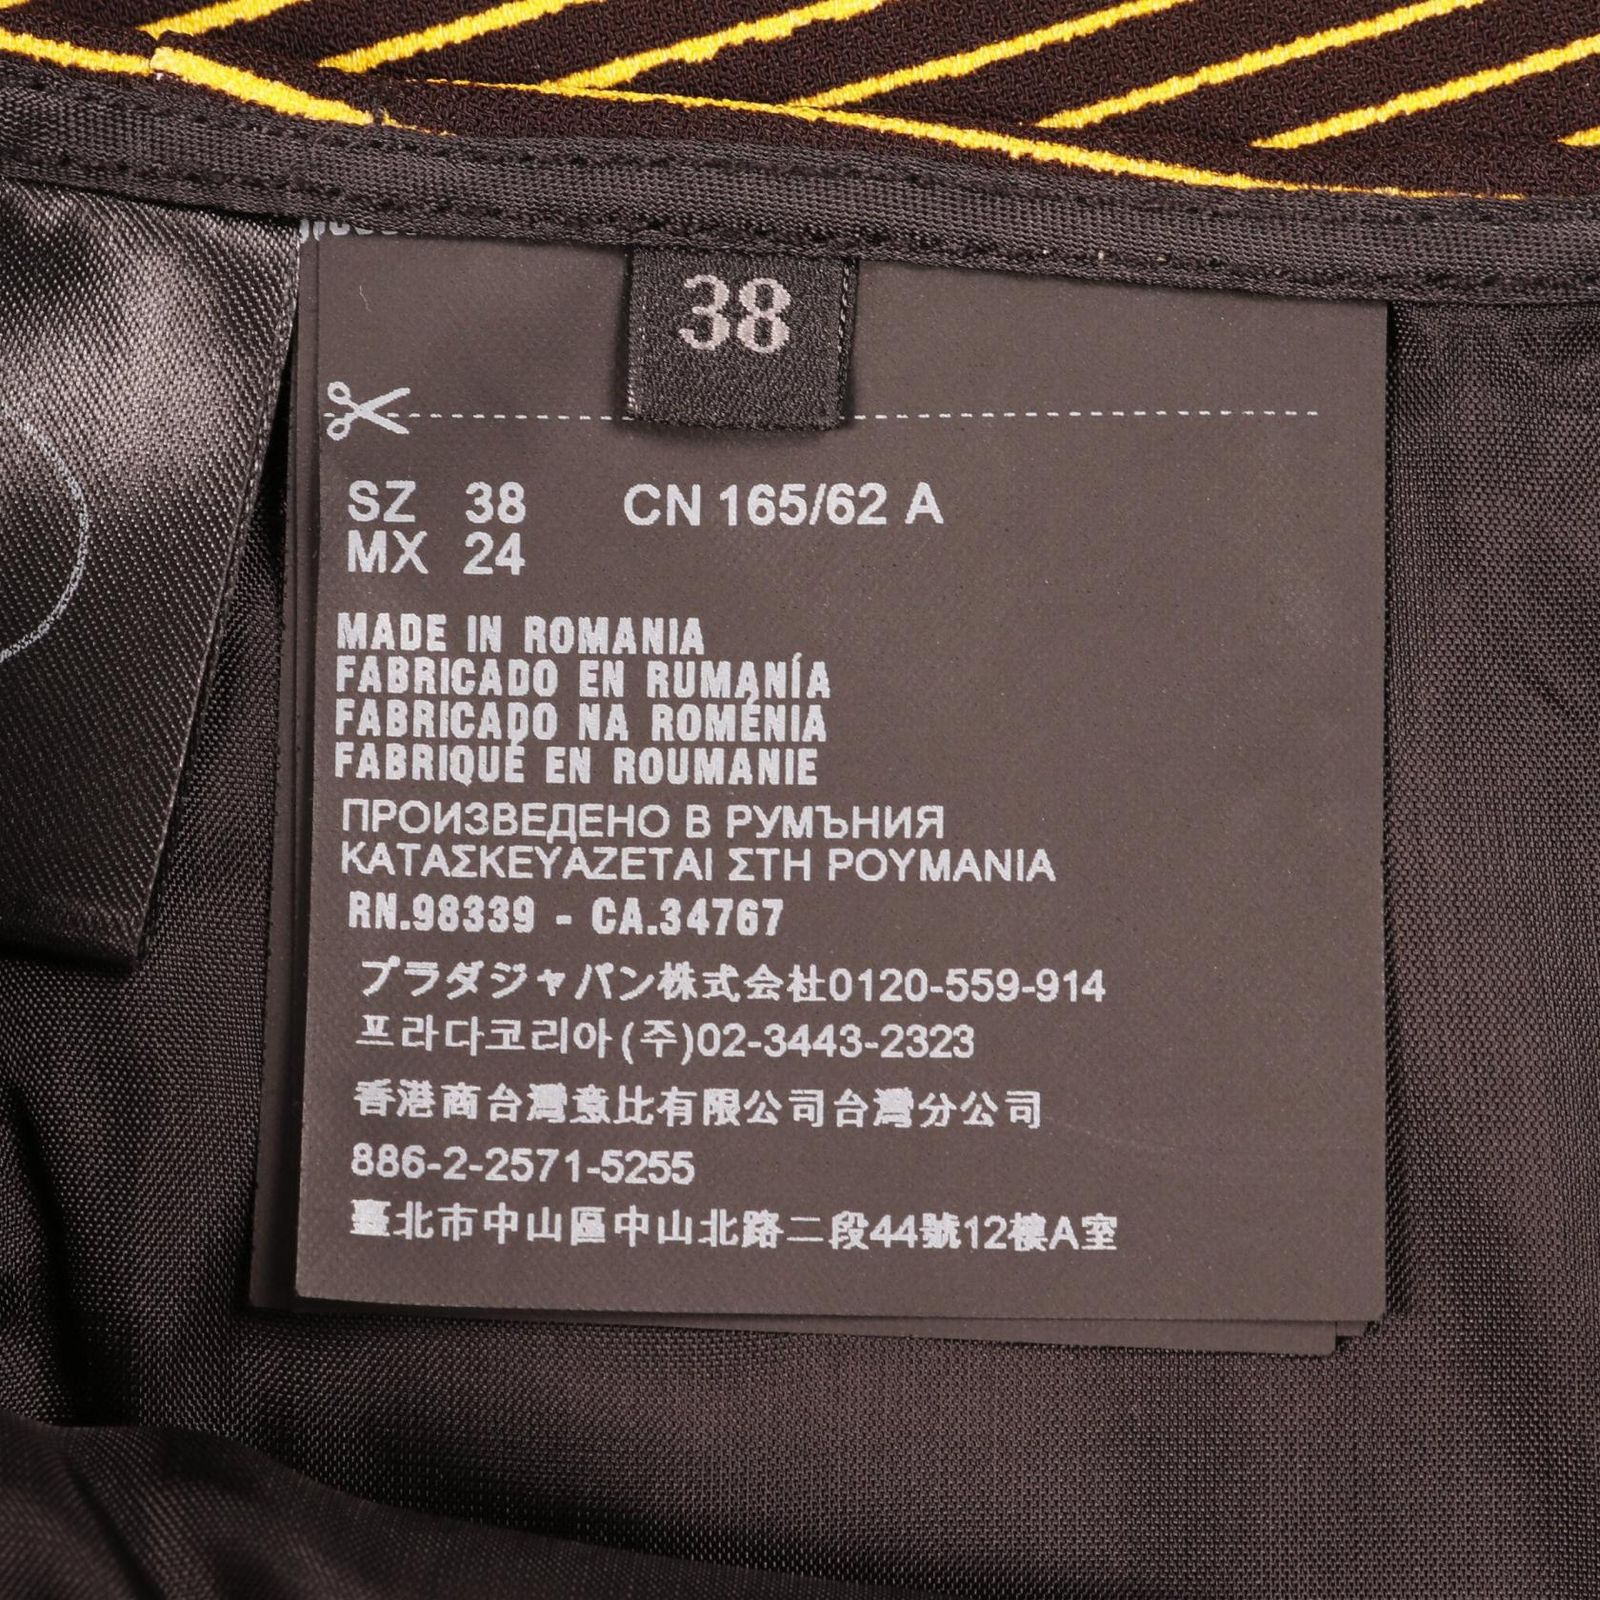 38
SZ 38 CN 165/62 A
MX 24
MADE IN ROMANIA
FABRICADO EN RUMANÍA
FABRICADO NA ROMÉNIA
FABRIQUÉ EN ROUMANIE
ПРОИЗВЕДЕНО В РУМЪНИЯ
ΚΑΤΑΣΚΕΥΑΖΕΤΑΙ ΣΤΗ ΡΟΥΜΑΝΙΑ
RN.98339 - CA.34767
プラダジャパン株式会社0120-559-914
프라다코리아(주)02-3443-2323
香港商台灣意比有限公司台灣分公司
886-2-2571-5255
臺北市中山區中山北路二段44號12樓A室